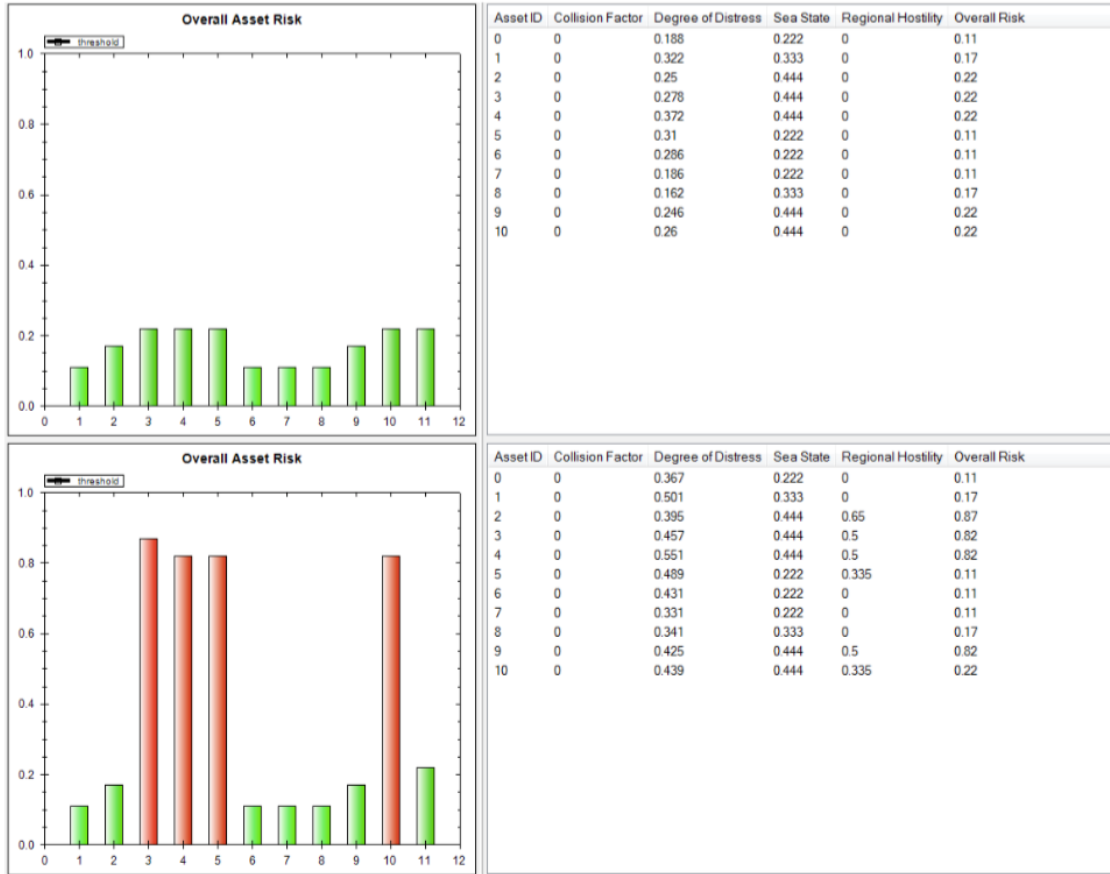 Overall Asset Risk
threshold
1.0
0.8
0.6
0.4
0.2
0.0
0 1 2 3 4 5 6 7 8 9 10 11 12
Asset ID Collision Factor Degree of Distress Sea State Regional Hostility Overall Risk
0 0 0.188 0.222 0 0.11
1 0 0.322 0.333 0 0.17
2 0 0.25 0.444 0 0.22
3 0 0.278 0.444 0 0.22
4 0 0.372 0.444 0 0.22
5 0 0.31 0.222 0 0.11
6 0 0.286 0.222 0 0.11
7 0 0.186 0.222 0 0.11
8 0 0.162 0.333 0 0.17
9 0 0.246 0.444 0 0.22
10 0 0.26 0.444 0 0.22
Overall Asset Risk
threshold
1.0
0.8
0.6
0.4
0.2
0.0
0 1 2 3 4 5 6 7 8 9 10 11 12
Asset ID Collision Factor Degree of Distress Sea State Regional Hostility Overall Risk
0 0 0.367 0.222 0 0.11
1 0 0.501 0.333 0 0.17
2 0 0.395 0.444 0.65 0.87
3 0 0.457 0.444 0.5 0.82
4 0 0.551 0.444 0.5 0.82
5 0 0.489 0.222 0.335 0.11
6 0 0.431 0.222 0 0.11
7 0 0.331 0.222 0 0.11
8 0 0.341 0.333 0 0.17
9 0 0.425 0.444 0.5 0.82
10 0 0.439 0.444 0.335 0.22